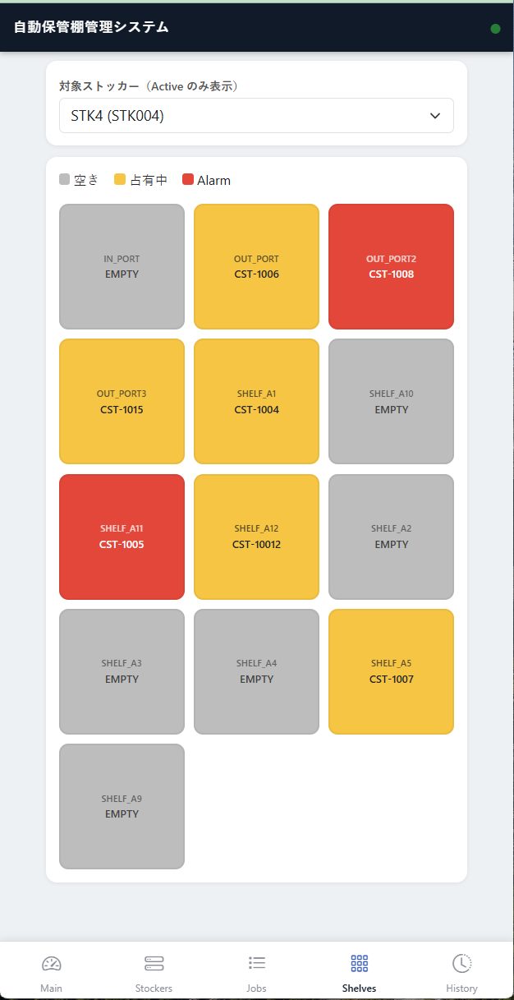 自動保管棚管理システム
対象ストッカー（Active のみ表示）
STK4 (STK004)
空き 占有中 Alarm
IN_PORT
EMPTY
OUT_PORT
CST-1006
OUT_PORT2
CST-1008
OUT_PORT3
CST-1015
SHELF_A1
CST-1004
SHELF_A10
EMPTY
SHELF_A11
CST-1005
SHELF_A12
CST-10012
SHELF_A2
EMPTY
SHELF_A3
EMPTY
SHELF_A4
EMPTY
SHELF_A5
CST-1007
SHELF_A9
EMPTY
Main Stockers Jobs Shelves History